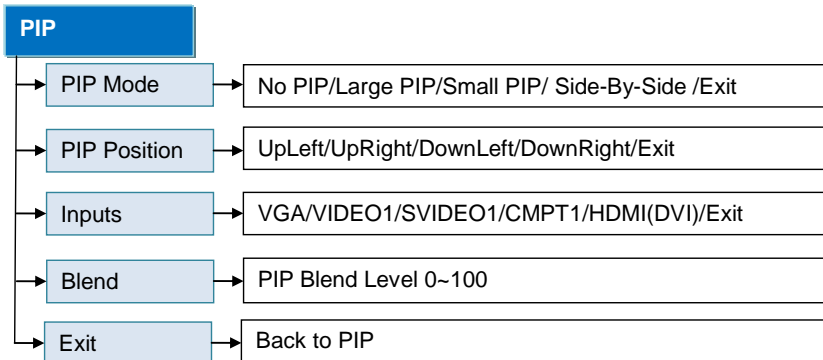 PIP
PIP Mode
No PIP/Large PIP/Small PIP/ Side-By-Side /Exit
PIP Position
UpLeft/UpRight/DownLeft/DownRight/Exit
Inputs
VGA/VIDEO1/SVIDEO1/CMPT1/HDMI(DVI)/Exit
Blend
PIP Blend Level 0~100
Exit
Back to PIP